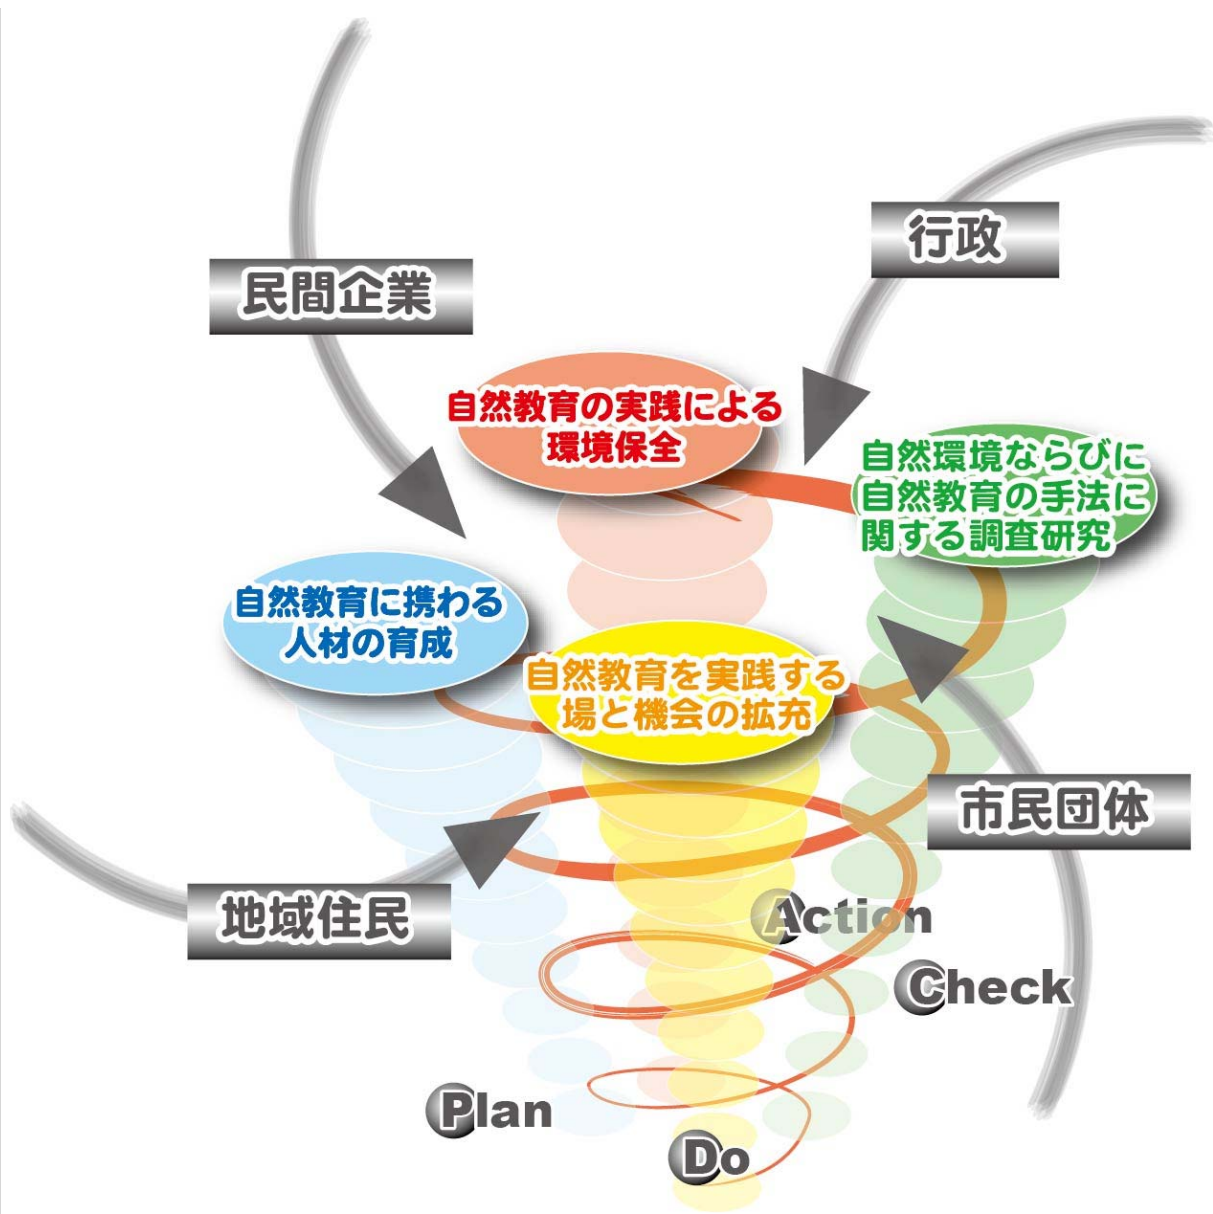 行政
民間企業
自然教育の実践による
環境保全
自然環境ならびに
自然教育の手法に
関する調査研究
自然教育に携わる
人材の育成
自然教育を実践する
場と機会の拡充
市民団体
地域住民
Action
Check
Plan
Do